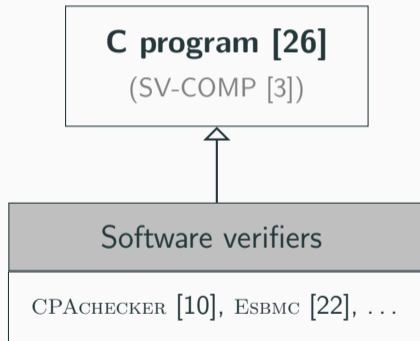 C program [26]
(SV-COMP [3])
Software verifiers
CPAchecker [10], Esbmc [22], ...